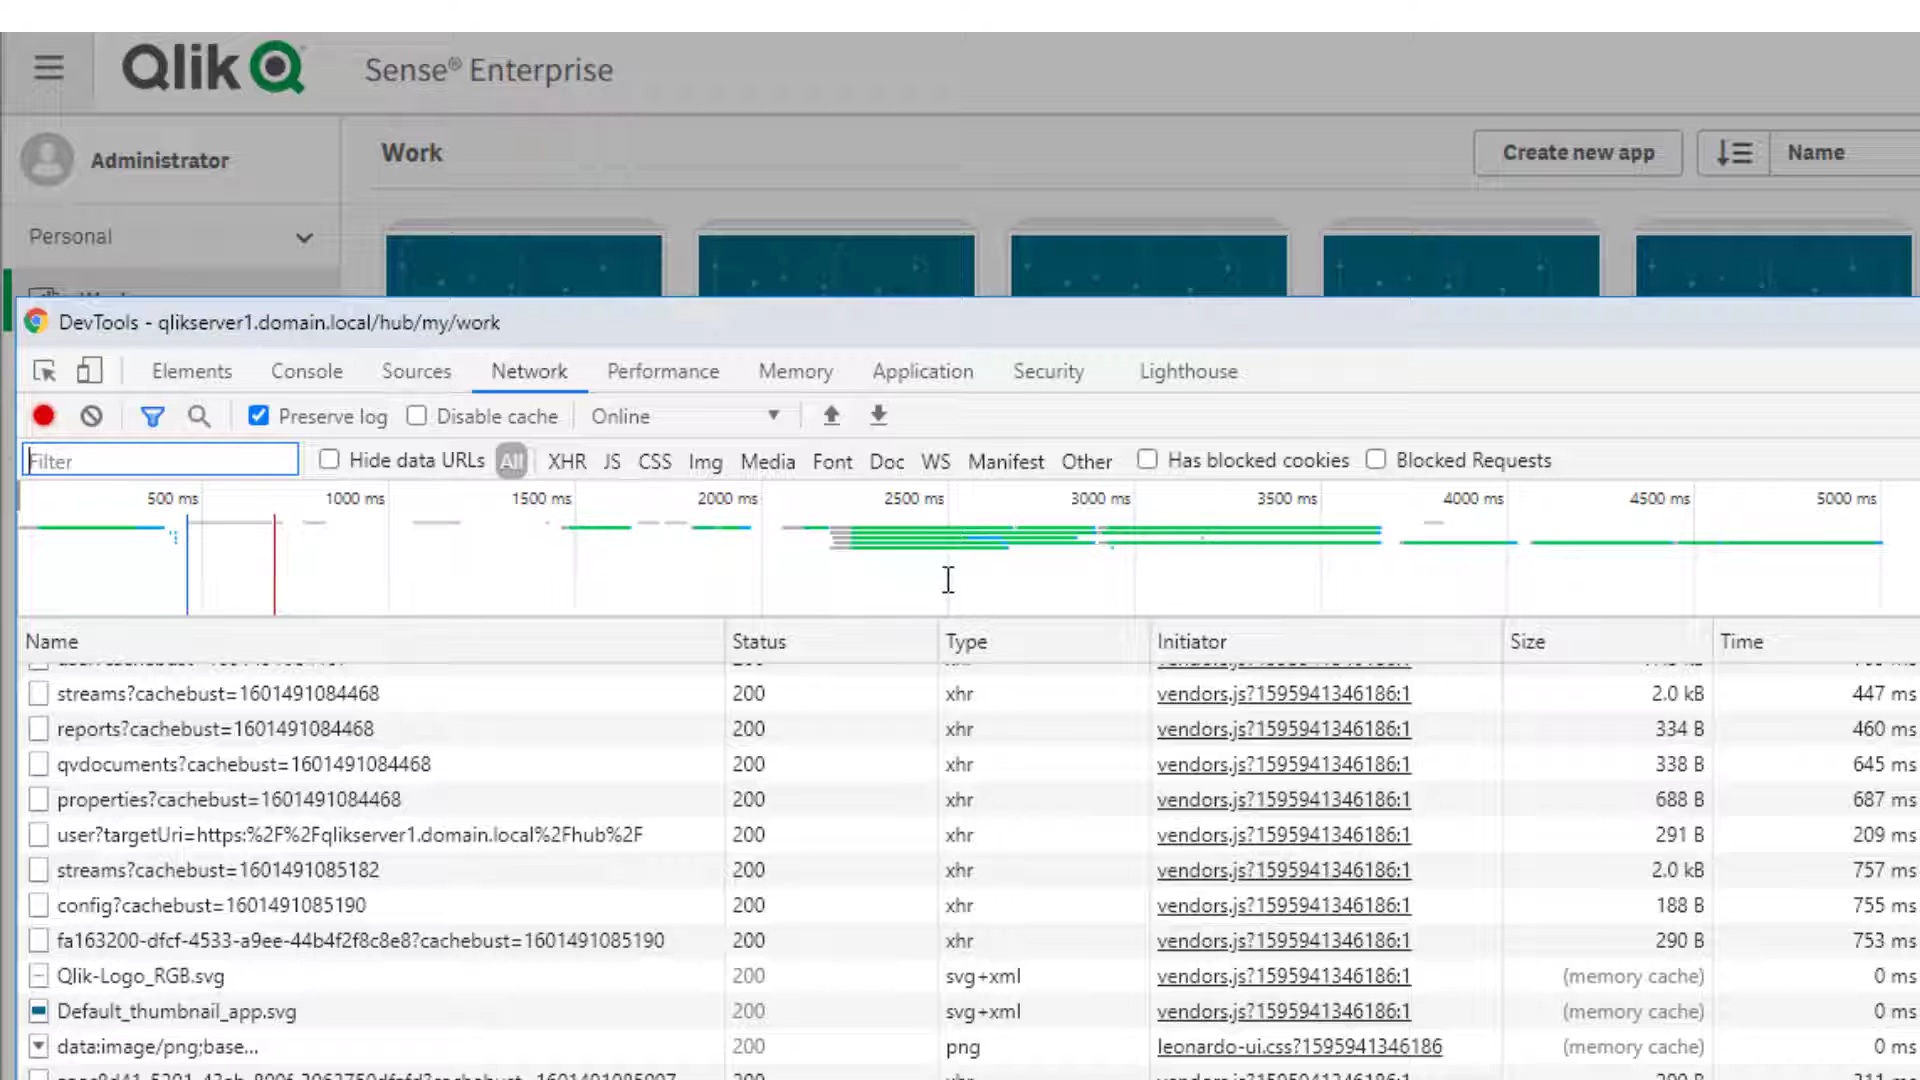 Qlik Q Sense® Enterprise
Administrator
Work
Create new app
Name
Personal
DevTools - qlikserver1.domain.local/hub/my/work
Elements Console Sources Network Performance Memory Application Security Lighthouse
Preserve log Disable cache Online
Filter Hide data URLs All XHR JS CSS Img Media Font Doc WS Manifest Other Has blocked cookies Blocked Requests
500 ms 1000 ms 1500 ms 2000 ms 2500 ms 3000 ms 3500 ms 4000 ms 4500 ms 5000 ms
Name Status Type Initiator Size Time
streams?cachebust=1601491084468 200 xhr vendors.js?1595941346186:1 2.0 kB 447 ms
reports?cachebust=1601491084468 200 xhr vendors.js?1595941346186:1 334 B 460 ms
qvdocuments?cachebust=1601491084468 200 xhr vendors.js?1595941346186:1 338 B 645 ms
properties?cachebust=1601491084468 200 xhr vendors.js?1595941346186:1 688 B 687 ms
user?targetUri=https:%2F%2Fqlikserver1.domain.local%2Fhub%2F 200 xhr vendors.js?1595941346186:1 291 B 209 ms
streams?cachebust=1601491085182 200 xhr vendors.js?1595941346186:1 2.0 kB 757 ms
config?cachebust=1601491085190 200 xhr vendors.js?1595941346186:1 188 B 755 ms
fa163200-dfcf-4533-a9ee-44b4f2f8c8e8?cachebust=1601491085190 200 xhr vendors.js?1595941346186:1 290 B 753 ms
Qlik-Logo_RGB.svg 200 svg+xml vendors.js?1595941346186:1 (memory cache) 0 ms
Default_thumbnail_app.svg 200 svg+xml vendors.js?1595941346186:1 (memory cache) 0 ms
data:image/png;base... 200 png leonardo-ui.css?1595941346186 (memory cache) 0 ms